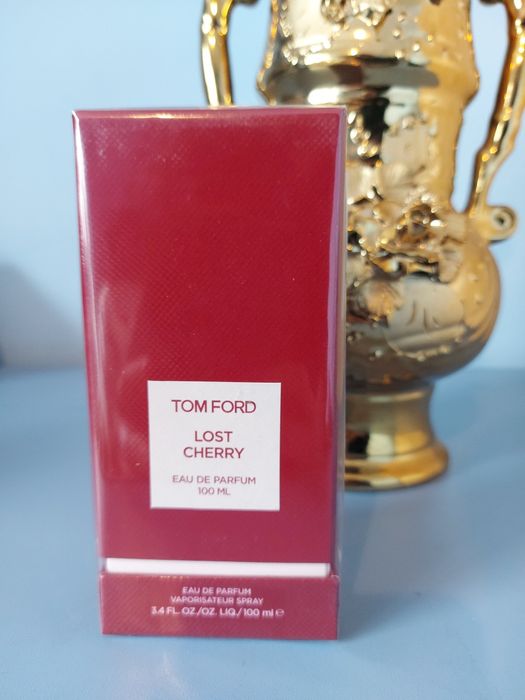 TOM FORD
LOST
CHERRY
EAU DE PARFUM
100 ML
EAU DE PARFUM
VAPORISATEUR SPRAY
3.4 FL. OZ./OZ. LIQ./100 ml ℮